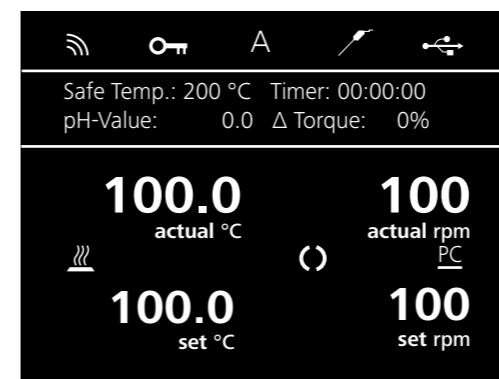 A
Safe Temp.: 200 °C Timer: 00:00:00
pH-Value: 0.0 Δ Torque: 0%
100.0 100
actual °C actual rpm
PC
100.0 100
set °C set rpm